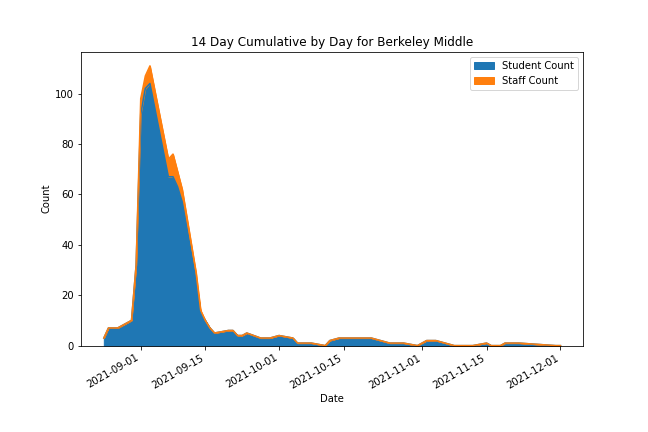 14 Day Cumulative by Day for Berkeley Middle
Student Count
Staff Count
Count
100
80
60
40
20
0
2021-09-01
2021-09-15
2021-10-01
2021-10-15
2021-11-01
2021-11-15
2021-12-01
Date